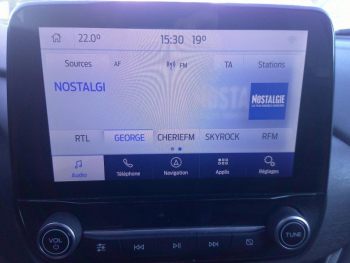 22.0° 15:30 19°
Sources AF FM TA Stations
NOSTALGI
NOSTALGIE
RTL GEORGE CHERIEFM SKYROCK RFM
Audio Téléphone Navigation Applis Réglages
VOL TUNE